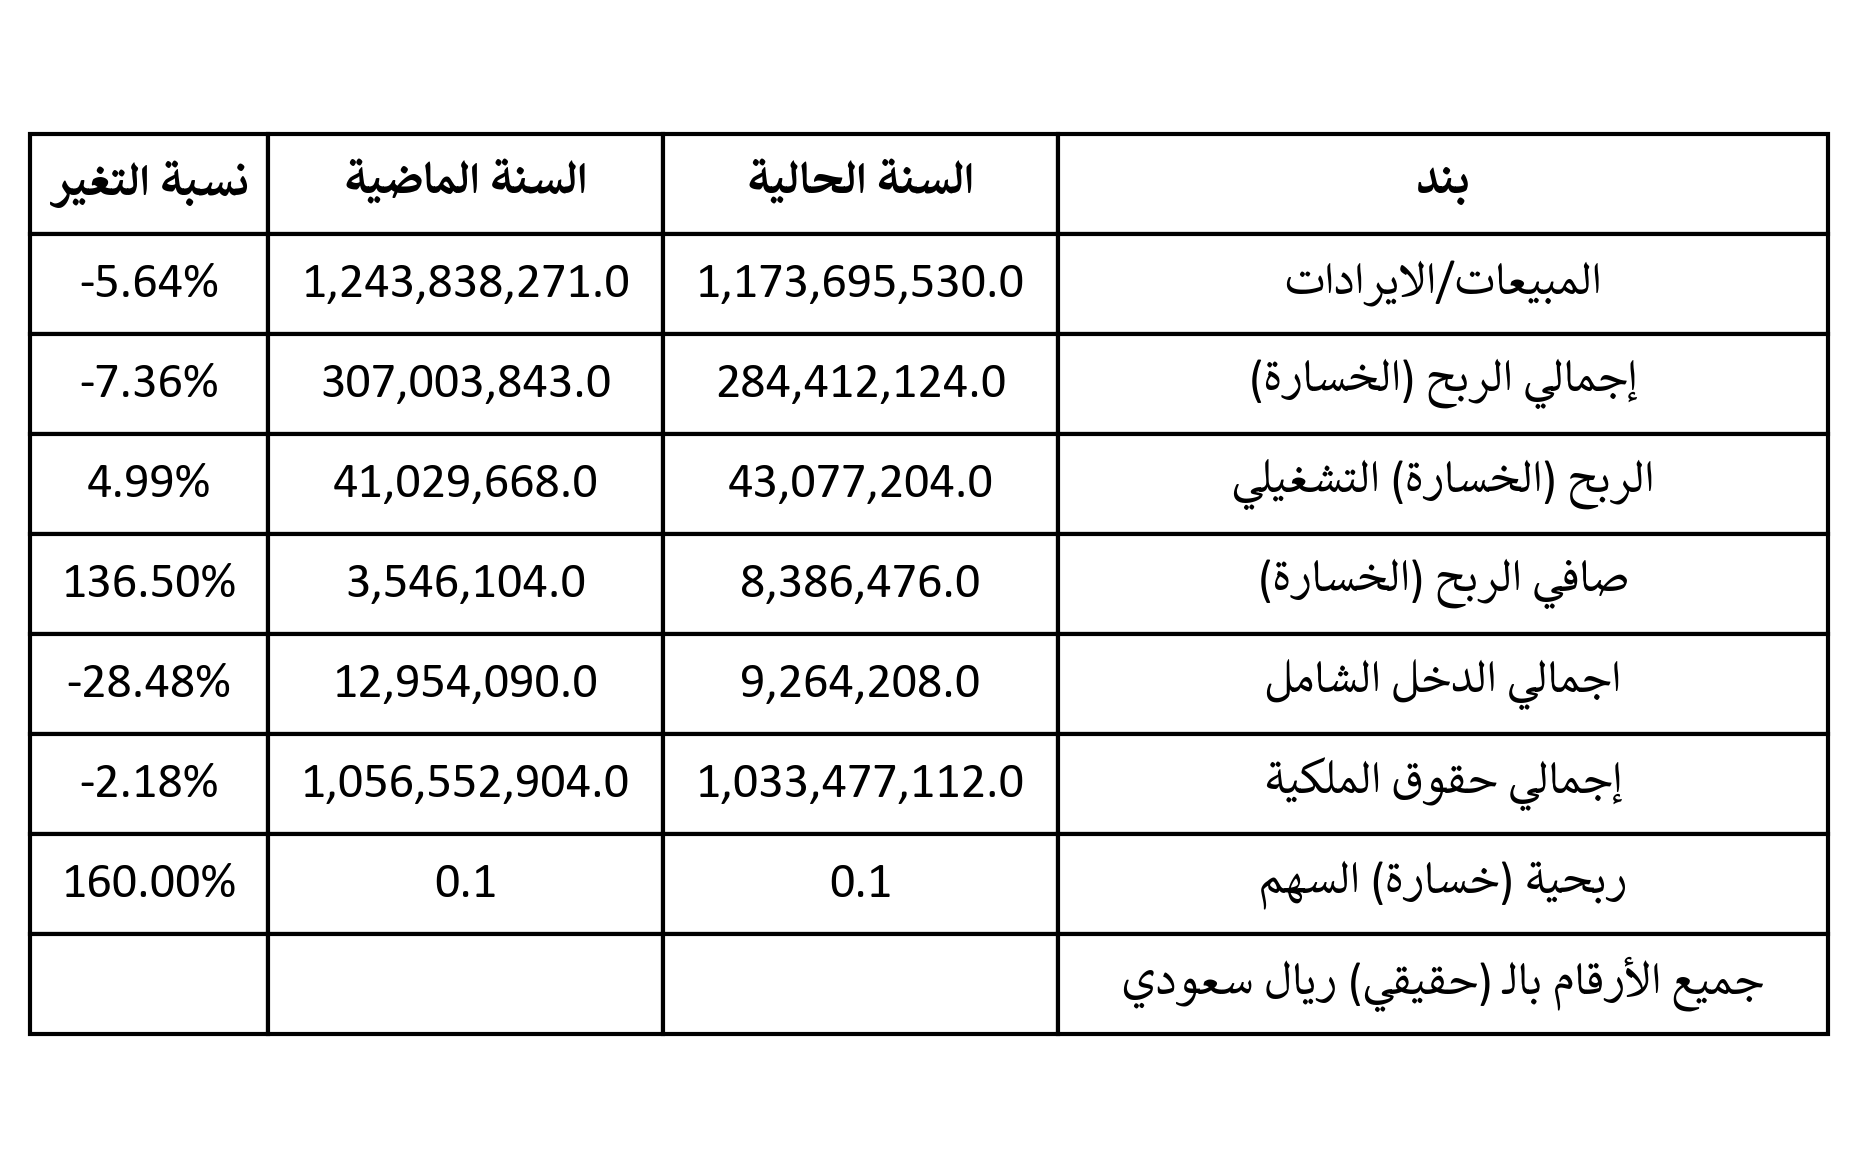 بند السنة الحالية السنة الماضية نسبة التغير
المبيعات/الايرادات 1,173,695,530.0 1,243,838,271.0 -5.64%
إجمالي الربح (الخسارة) 284,412,124.0 307,003,843.0 -7.36%
الربح (الخسارة) التشغيلي 43,077,204.0 41,029,668.0 4.99%
صافي الربح (الخسارة) 8,386,476.0 3,546,104.0 136.50%
اجمالي الدخل الشامل 9,264,208.0 12,954,090.0 -28.48%
إجمالي حقوق الملكية 1,033,477,112.0 1,056,552,904.0 -2.18%
ربحية (خسارة) السهم 0.1 0.1 160.00%
جميع الأرقام بالـ (حقيقي) ريال سعودي